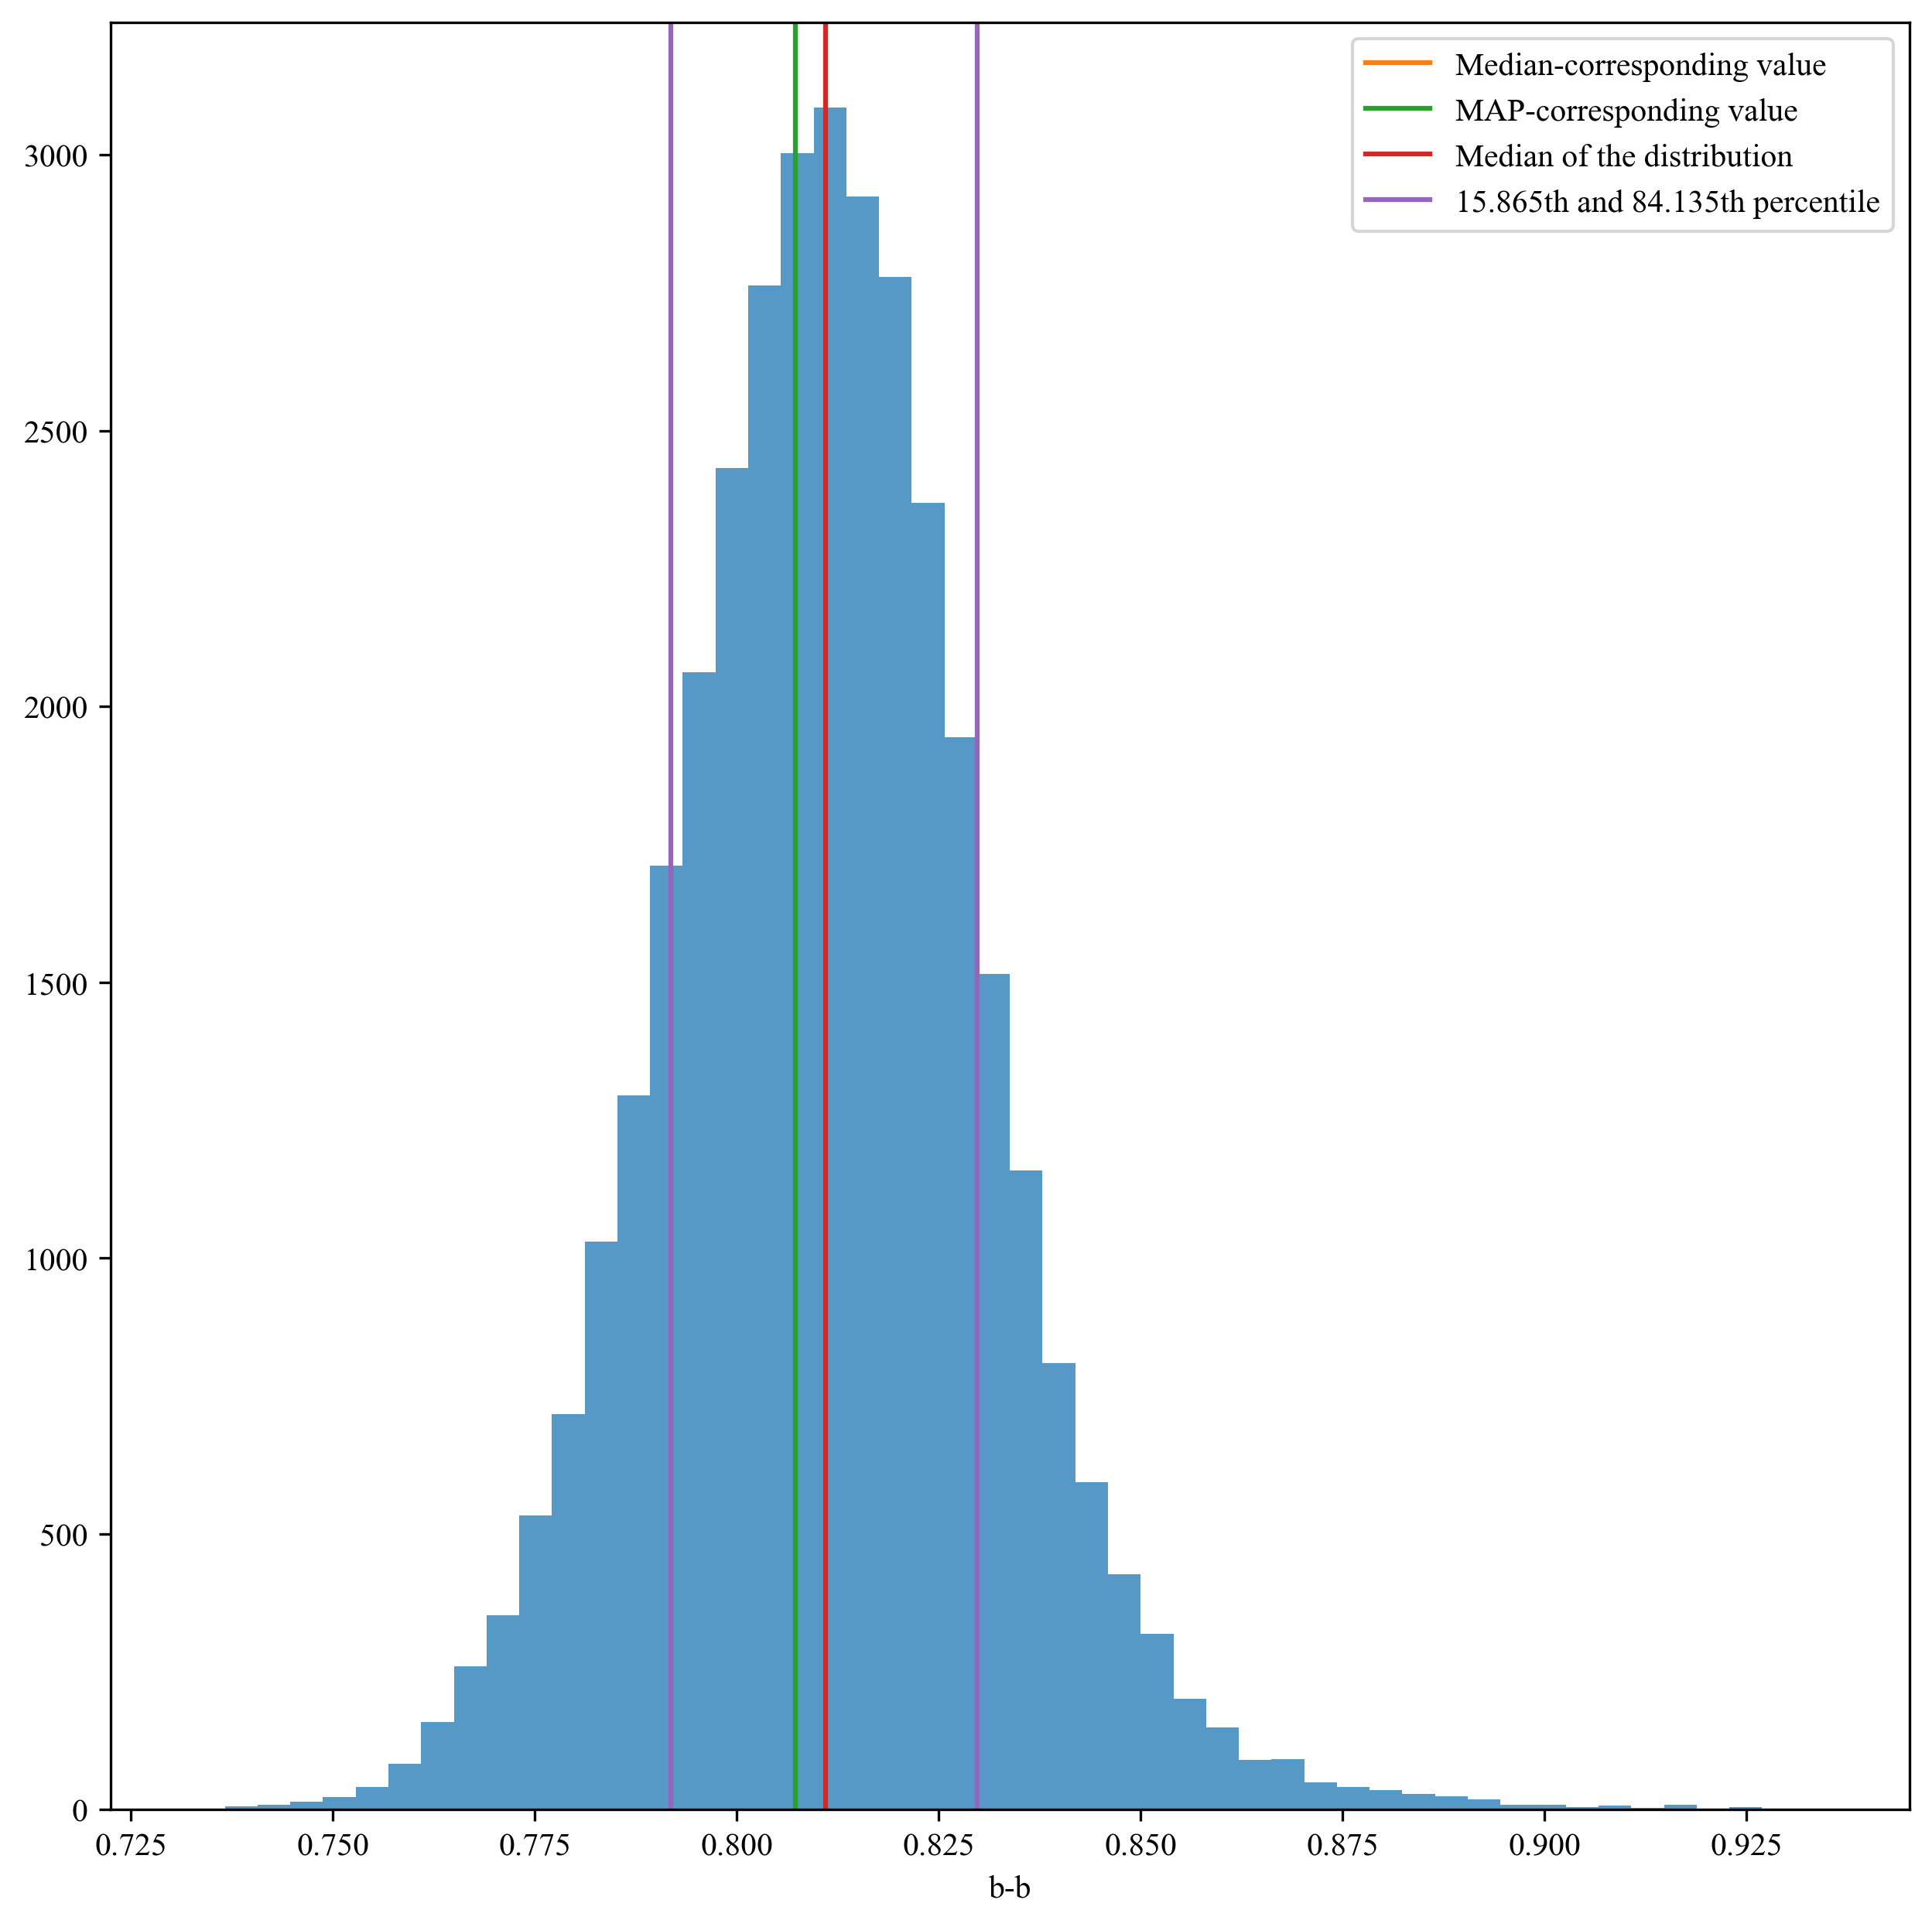 Median-corresponding value
MAP-corresponding value
Median of the distribution
15.865th and 84.135th percentile
3000
2500
2000
1500
1000
500
0
0.725 0.750 0.775 0.800 0.825 0.850 0.875 0.900 0.925
b-b